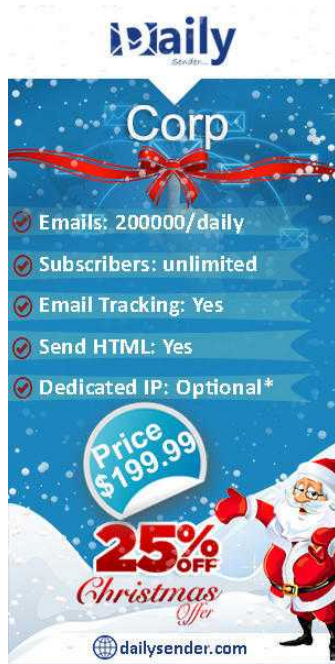 Daily
Sender...
Corp
Emails: 200000/daily
Subscribers: unlimited
Email Tracking: Yes
Send HTML: Yes
Dedicated IP: Optional*
Price
$199.99
25%
OFF
Christmas
Offer
dailysender.com